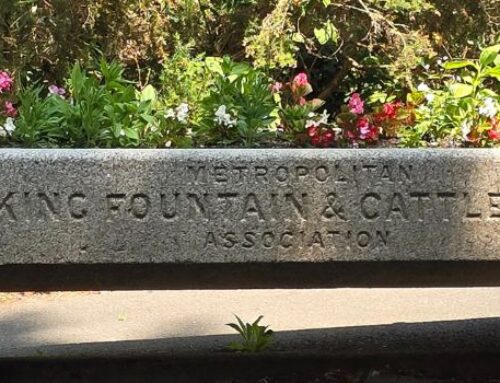 METROPOLITAN
KING FOUNTAIN & CATTLE
ASSOCIATION